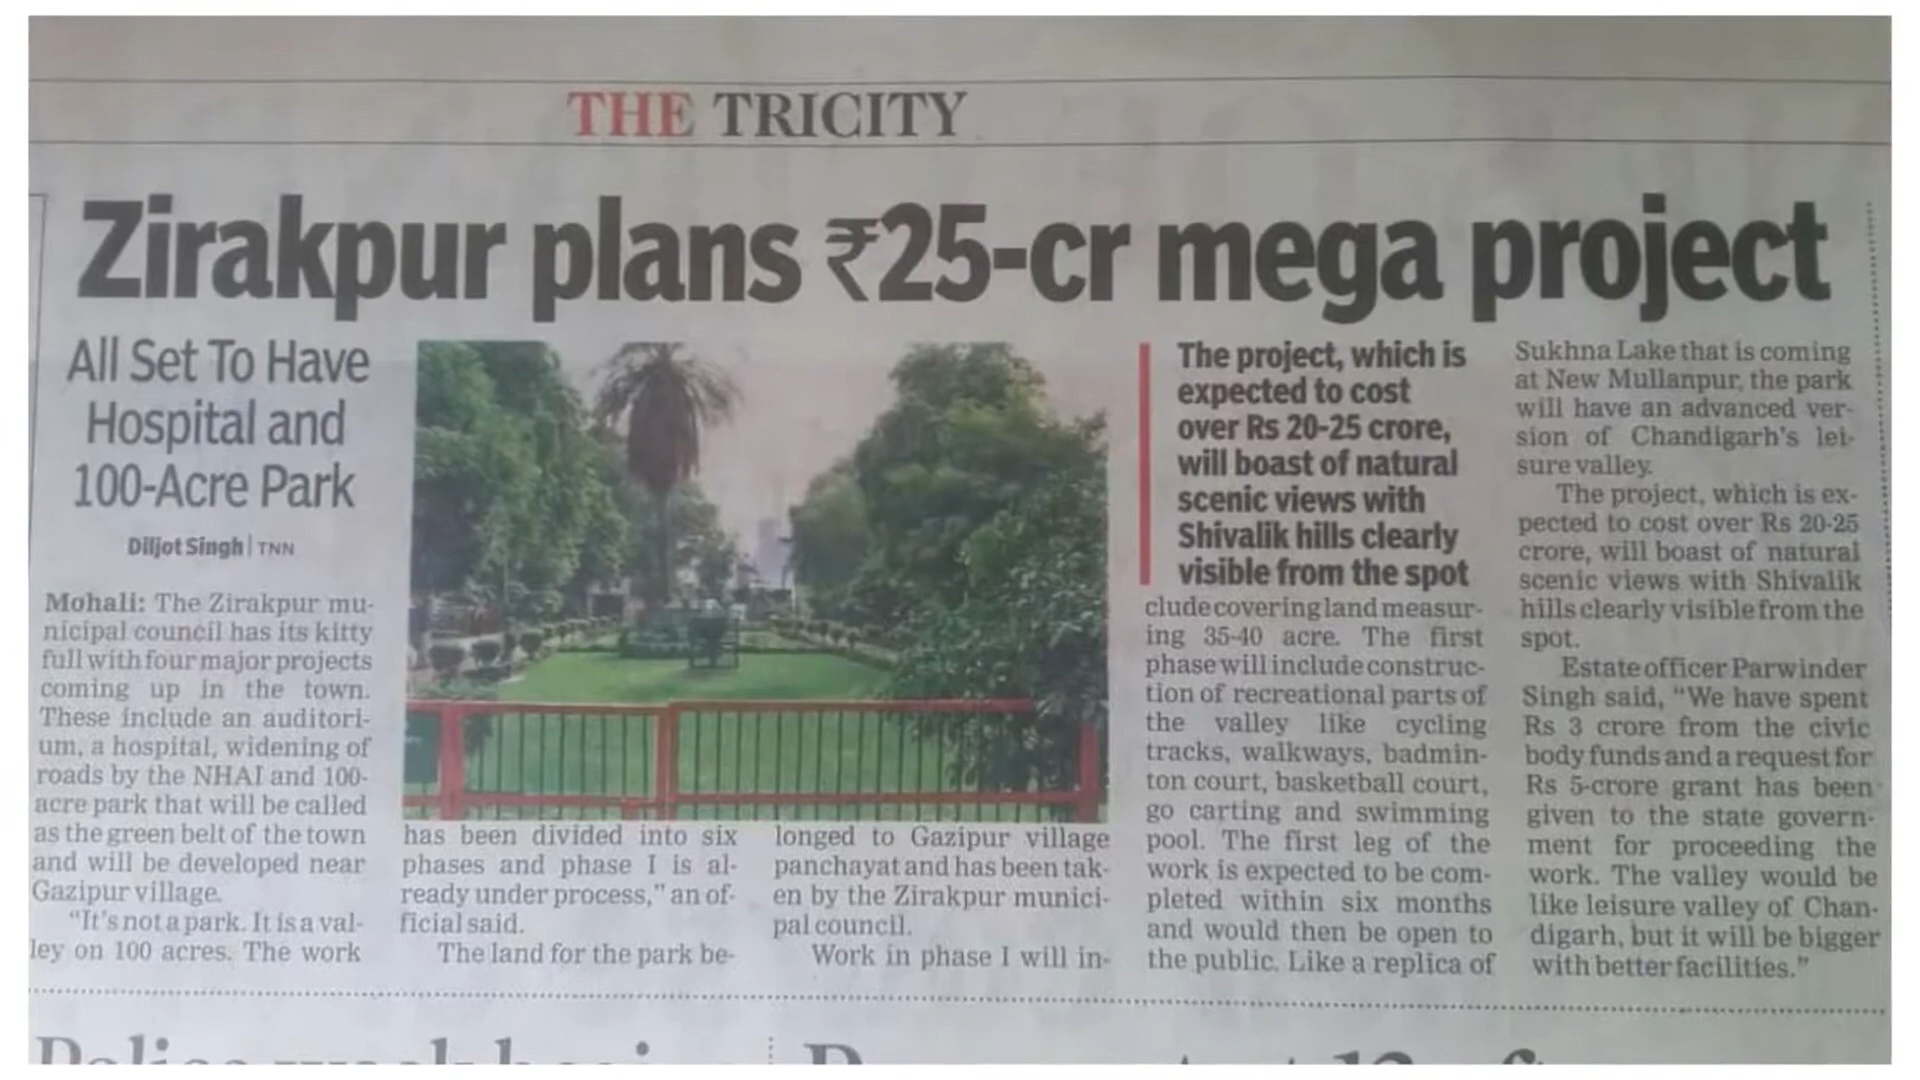 THE TRICITY
Zirakpur plans ₹25-cr mega project
All Set To Have
Hospital and
100-Acre Park
Diljot Singh | TNN
Mohali: The Zirakpur mu-
nicipal council has its kitty
full with four major projects
coming up in the town.
These include an auditori-
um, a hospital, widening of
roads by the NHAI and 100-
acre park that will be called
as the green belt of the town
and will be developed near
Gazipur village.
"It's not a park. It is a val-
ley on 100 acres. The work
has been divided into six
phases and phase I is al-
ready under process," an of-
ficial said.
The land for the park be-
longed to Gazipur village
panchayat and has been tak-
en by the Zirakpur munici-
pal council.
Work in phase I will in-
The project, which is
expected to cost
over Rs 20-25 crore,
will boast of natural
scenic views with
Shivalik hills clearly
visible from the spot
clude covering land measur-
ing 35-40 acre. The first
phase will include construc-
tion of recreational parts of
the valley like cycling
tracks, walkways, badmin-
ton court, basketball court,
go carting and swimming
pool. The first leg of the
work is expected to be com-
pleted within six months
and would then be open to
the public. Like a replica of
Sukhna Lake that is coming
at New Mullanpur, the park
will have an advanced ver-
sion of Chandigarh's lei-
sure valley.
The project, which is ex-
pected to cost over Rs 20-25
crore, will boast of natural
scenic views with Shivalik
hills clearly visible from the
spot.
Estate officer Parwinder
Singh said, "We have spent
Rs 3 crore from the civic
body funds and a request for
Rs 5-crore grant has been
given to the state govern-
ment for proceeding the
work. The valley would be
like leisure valley of Chan-
digarh, but it will be bigger
with better facilities."